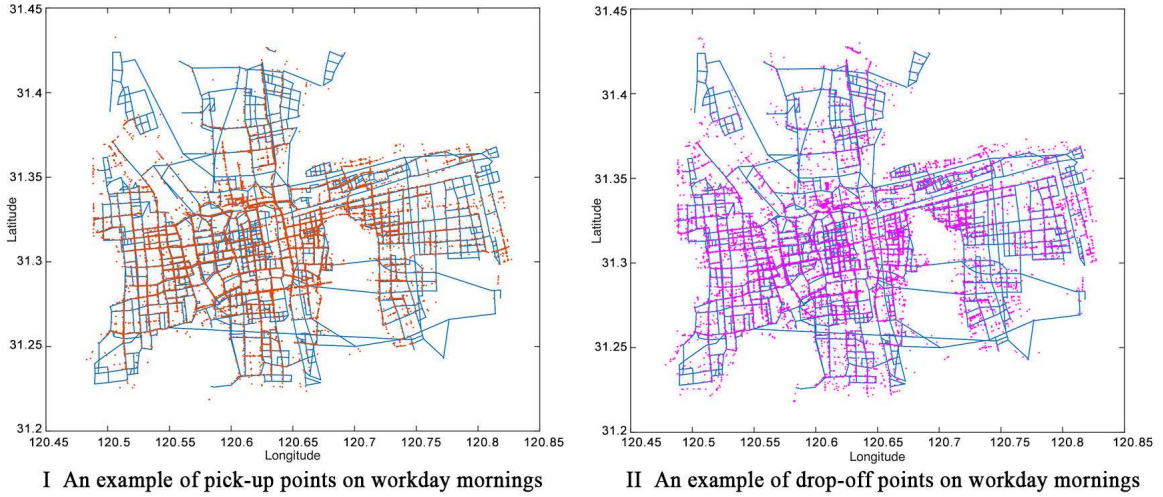 31.45
31.4
31.35
31.3
31.25
31.2
Latitude
120.45 120.5 120.55 120.6 120.65 120.7 120.75 120.8 120.85
Longitude
I An example of pick-up points on workday mornings
31.45
31.4
31.35
31.3
31.25
31.2
Latitude
120.45 120.5 120.55 120.6 120.65 120.7 120.75 120.8 120.85
Longitude
II An example of drop-off points on workday mornings